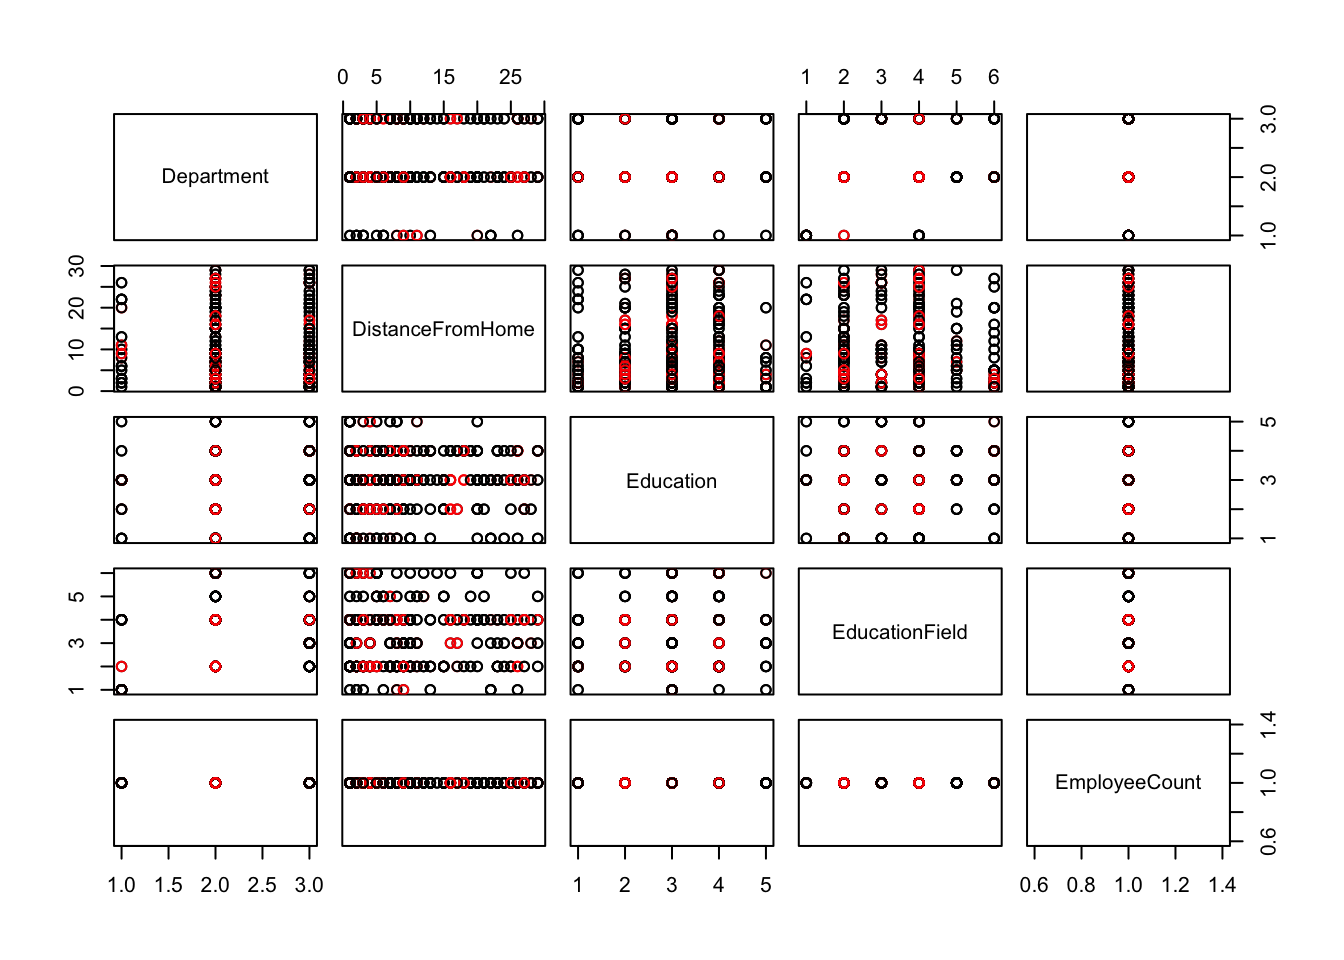 0 5 15 25
1 2 3 4 5 6
Department
1.0 2.0 3.0
0 10 20 30
DistanceFromHome
Education
1 3 5
1 3 5
EducationField
EmployeeCount
0.6 1.0 1.4
1.0 1.5 2.0 2.5 3.0
1 2 3 4 5
0.6 0.8 1.0 1.2 1.4